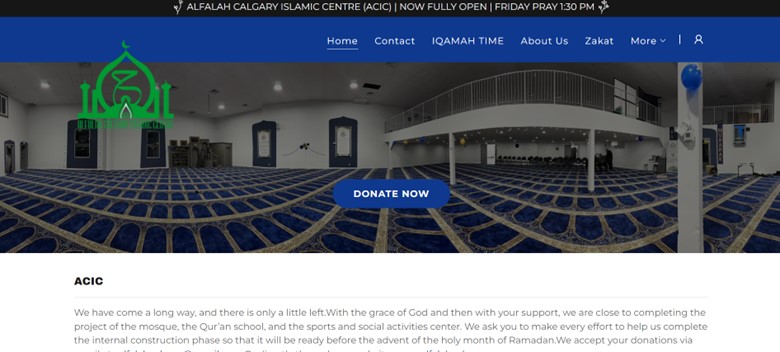 ALFALAH CALGARY ISLAMIC CENTRE (ACIC) | NOW FULLY OPEN | FRIDAY PRAY 1:30 PM
Home Contact IQAMAH TIME About Us Zakat More |
DONATE NOW
ACIC
We have come a long way, and there is only a little left.With the grace of God and then with your support, we are close to completing the
project of the mosque, the Qur’an school, and the sports and social activities center. We ask you to make every effort to help us complete
the internal construction phase so that it will be ready before the advent of the holy month of Ramadan.We accept your donations via